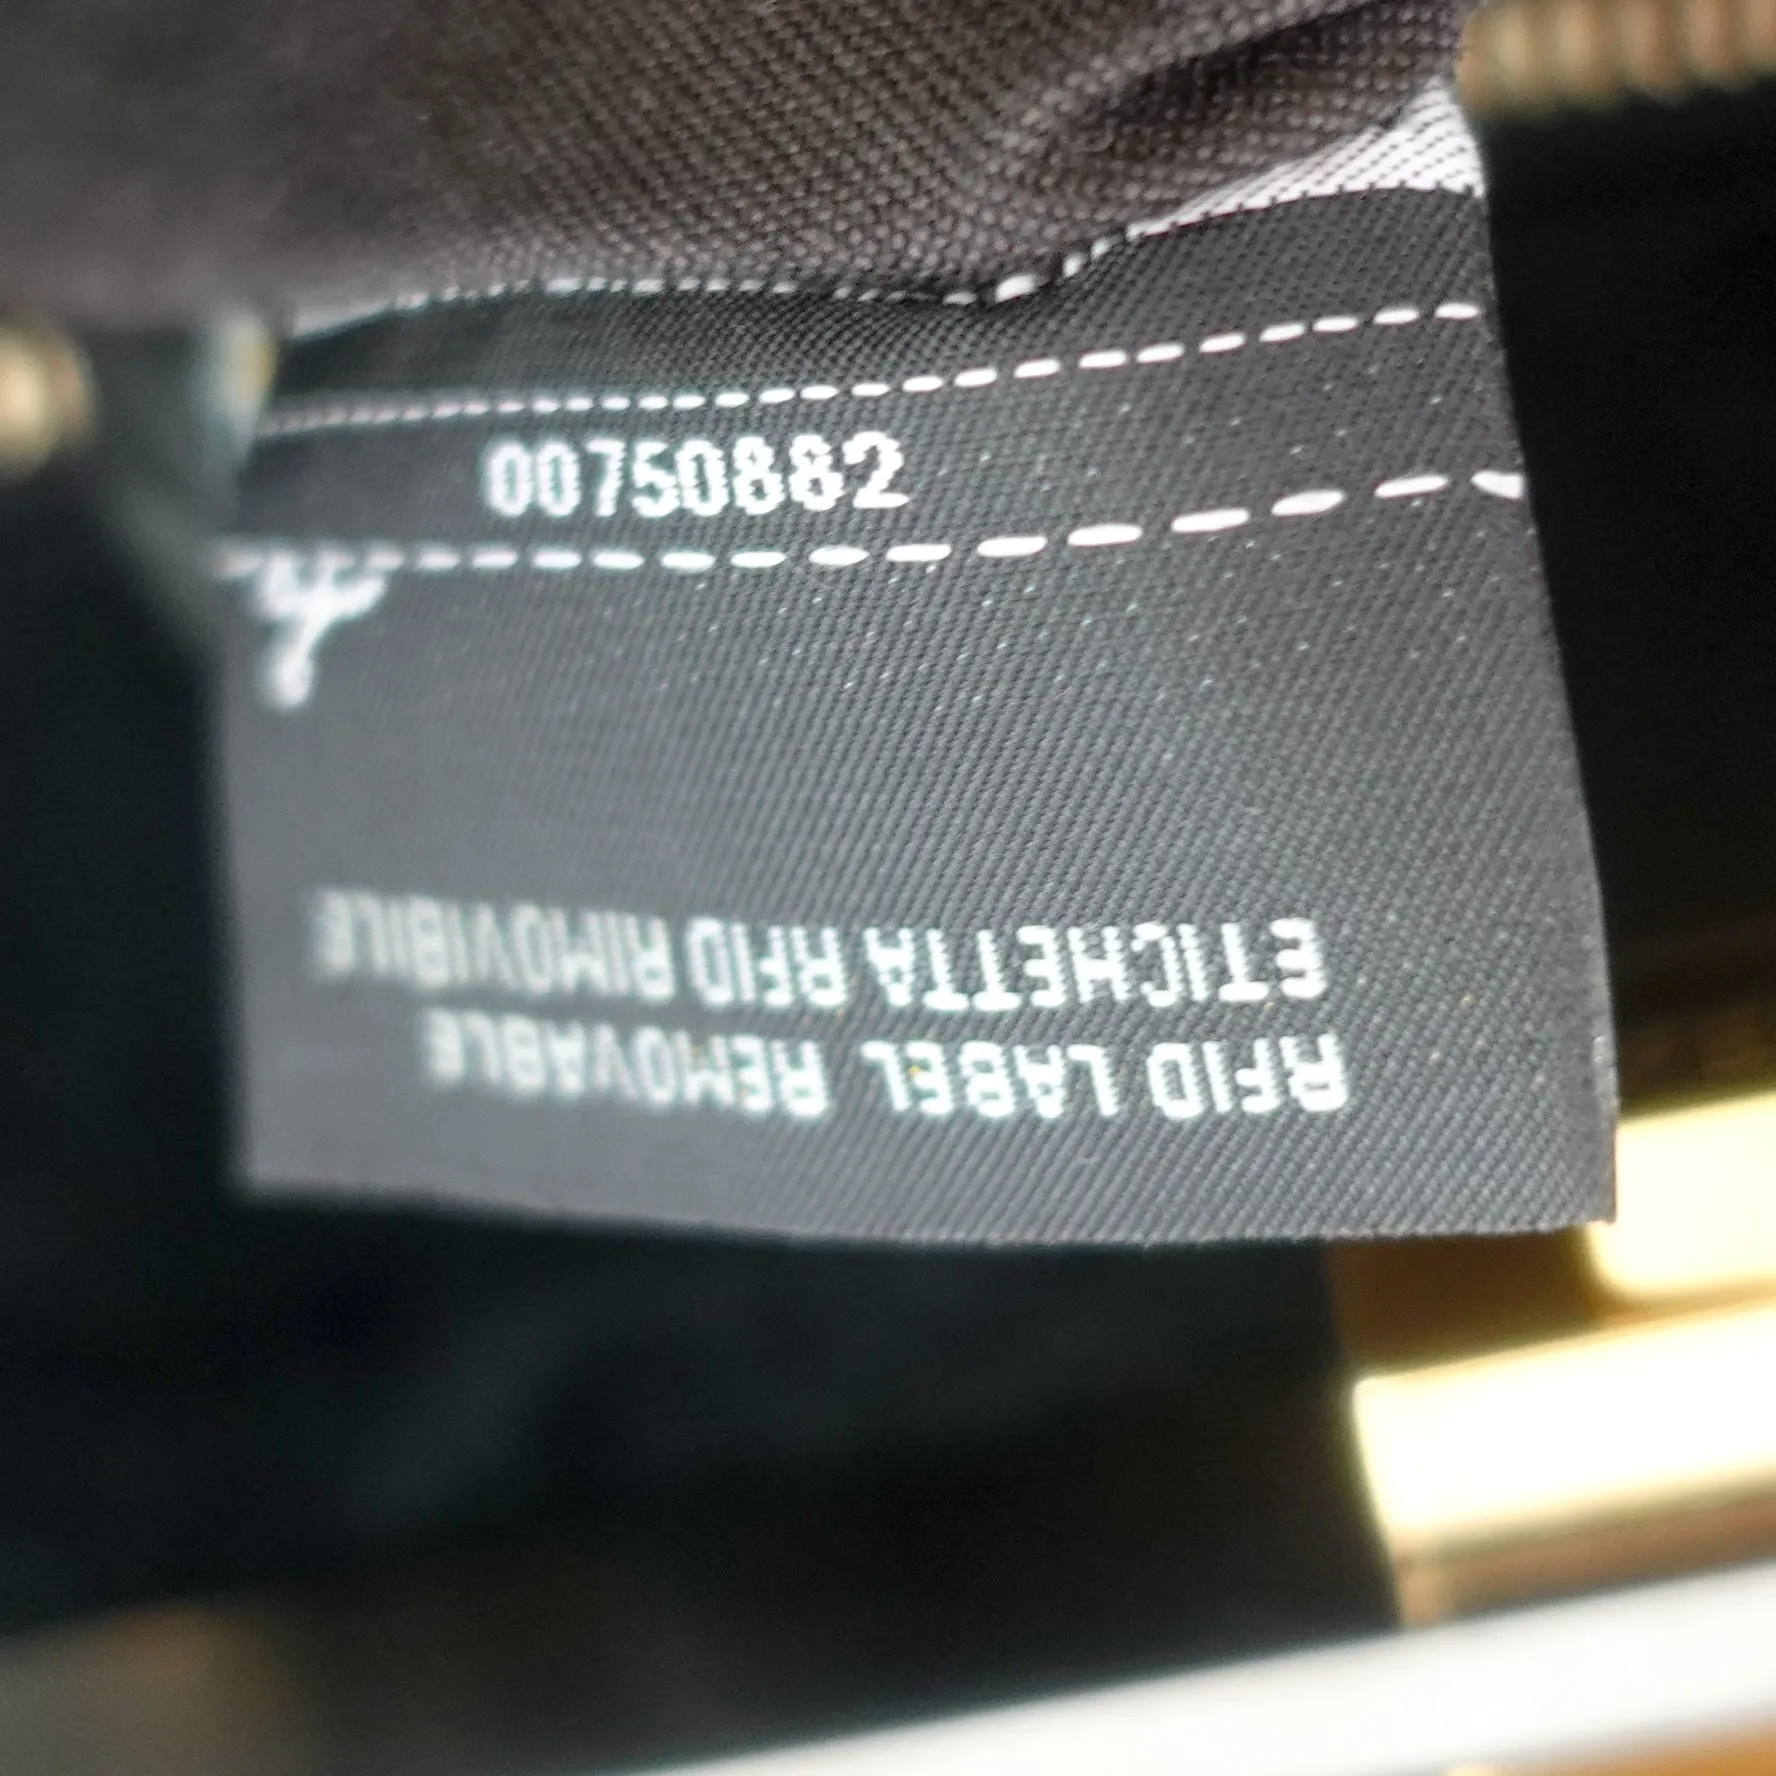 00750882
RFID LABEL REMOVABLE
ETICHETTA RFID RIMOVIBILE